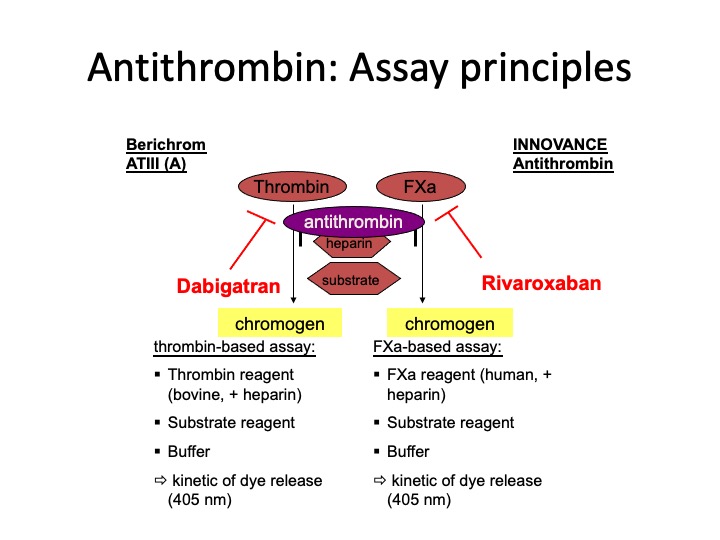 Antithrombin: Assay principles
Berichrom
ATIII (A)
INNOVANCE
Antithrombin
Thrombin
FXa
antithrombin
heparin
substrate
Dabigatran
Rivaroxaban
chromogen
chromogen
thrombin-based assay:
▪ Thrombin reagent
(bovine, + heparin)
▪ Substrate reagent
▪ Buffer
⇨ kinetic of dye release
(405 nm)
FXa-based assay:
▪ FXa reagent (human, +
heparin)
▪ Substrate reagent
▪ Buffer
⇨ kinetic of dye release
(405 nm)